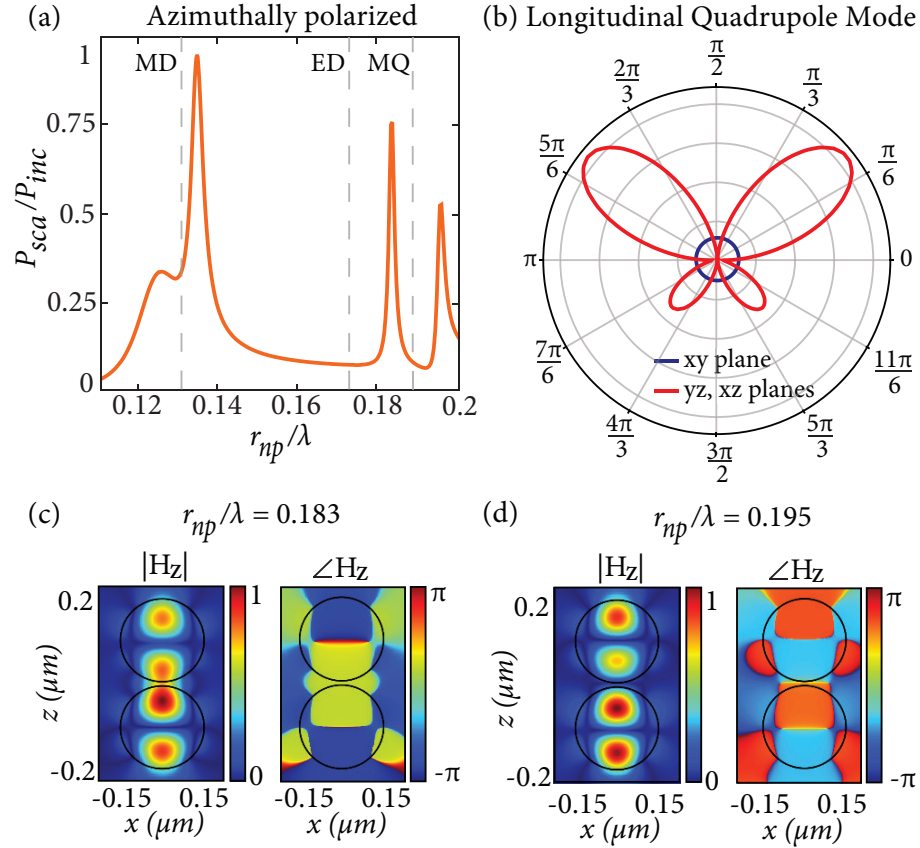 (a) Azimuthally polarized
MD ED MQ
1
0.75
0.5
0.25
0
P_sca/P_inc
0.12 0.14 0.16 0.18 0.2
r_np/λ
(b) Longitudinal Quadrupole Mode
π/2
2π/3 π/3
5π/6 π/6
π 0
7π/6 11π/6
4π/3 5π/3
3π/2
xy plane
yz, xz planes
(c) r_np/λ = 0.183
|Hz| ∠Hz
0.2
-0.2
z (μm)
1
0
π
-π
-0.15 0.15 -0.15 0.15
x (μm) x (μm)
(d) r_np/λ = 0.195
|Hz| ∠Hz
0.2
-0.2
z (μm)
1
0
π
-π
-0.15 0.15 -0.15 0.15
x (μm) x (μm)